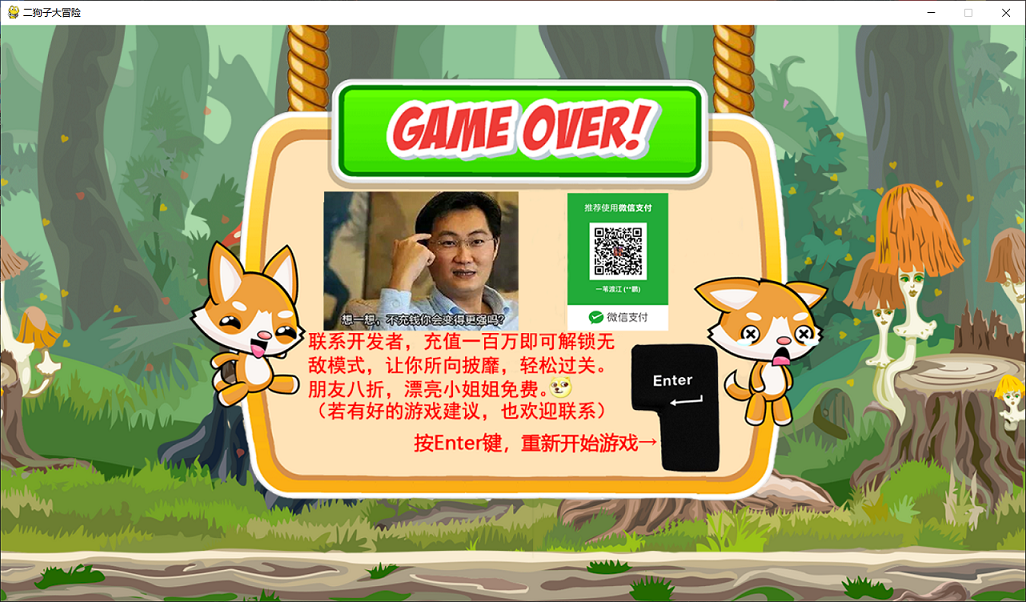 二狗子大冒险
GAME OVER!
推荐使用微信支付
一苇渡江(**鹏)
微信支付
想一想，不充钱你会变得更强吗?
联系开发者，充值一百万即可解锁无
敌模式，让你所向披靡，轻松过关。
朋友八折，漂亮小姐姐免费。
（若有好的游戏建议，也欢迎联系）
Enter
按Enter键，重新开始游戏→